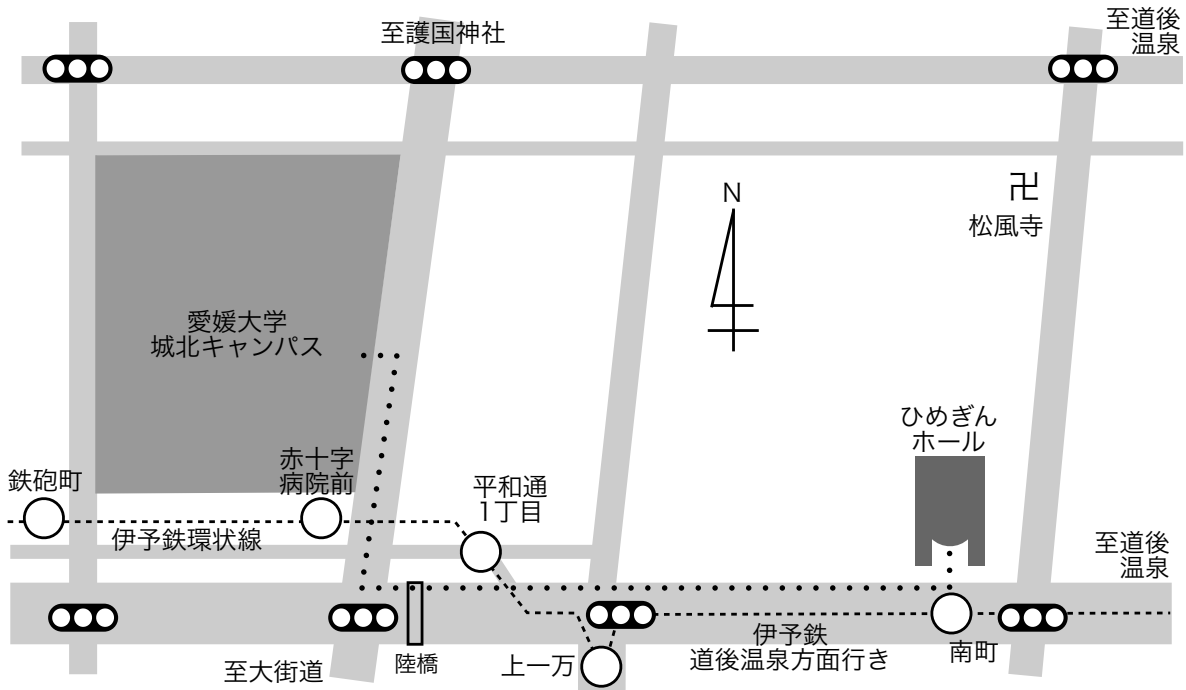 至護国神社
至道後
温泉
N
卍
松風寺
愛媛大学
城北キャンパス
ひめぎん
ホール
鉄砲町
赤十字
病院前
平和通
1丁目
伊予鉄環状線
至道後
温泉
至大街道
陸橋
上一万
伊予鉄
道後温泉方面行き
南町